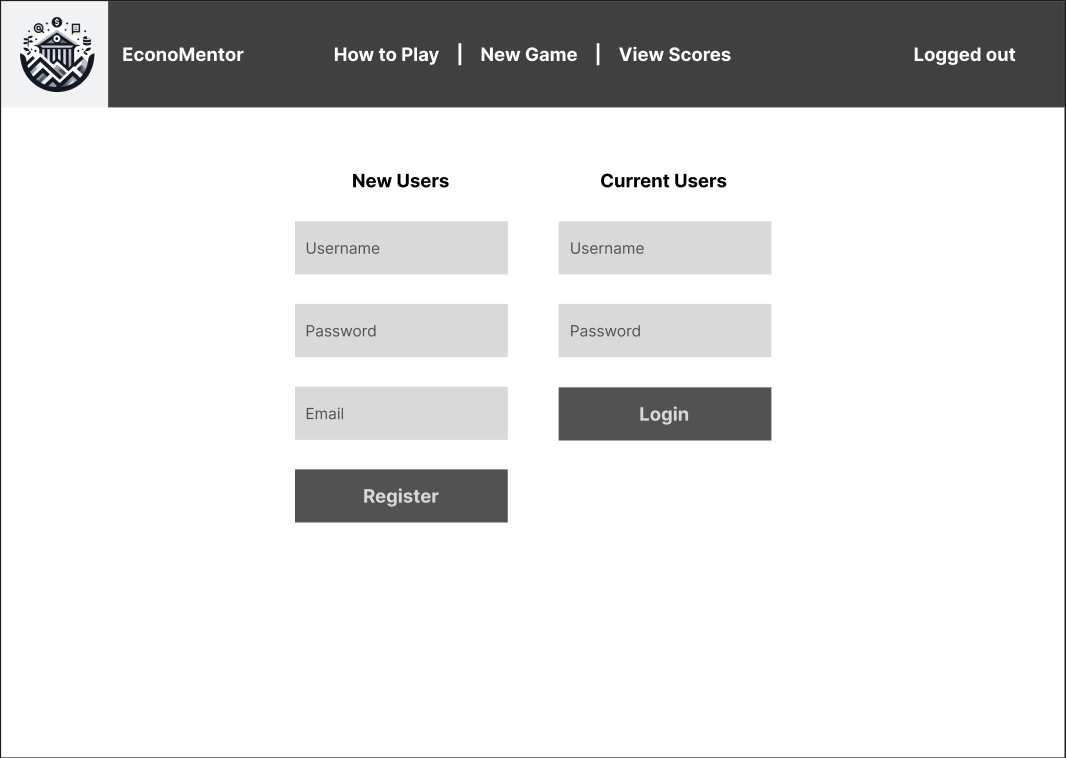 EconoMentor
How to Play | New Game | View Scores
Logged out
New Users
Username
Password
Email
Register
Current Users
Username
Password
Login